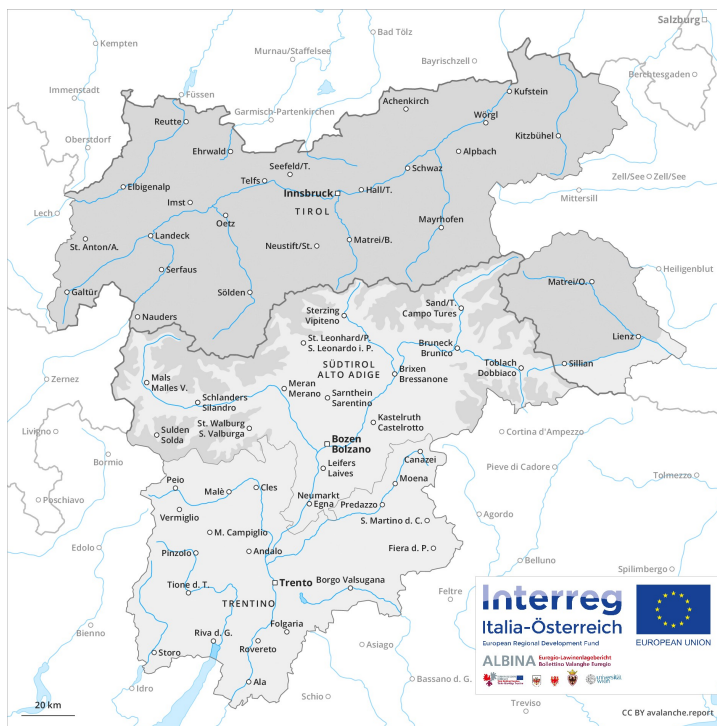 Salzburg
Kempten
Bad Tölz
Murnau/Staffelsee
Bayrischzell
Berchtesgaden
Immenstadt
Füssen
Garmisch-Partenkirchen
Achenkirch
Kufstein
Reutte
Wörgl
Oberstdorf
Ehrwald
Kitzbühel
Alpbach
Seefeld/T.
Schwaz
Zell/See
Zell/See
Telfs
Elbigenalp
Innsbruck
Hall/T.
Mittersill
Imst
TIROL
Lech
Oetz
Mayrhofen
Landeck
St. Anton/A.
Neustift/St.
Matrei/B.
Serfaus
Heiligenblut
Matrei/O.
Galtür
Sölden
Sand/T.
Campo Tures
Nauders
Sterzing
Vipiteno
Lienz
St. Leonhard/P.
S. Leonardo i. P.
Bruneck
Brunico
Toblach
Dobbiaco
Sillian
SÜDTIROL
ALTO ADIGE
Brixen
Bressanone
Zernez
Mals
Malles V.
Meran
Merano
Sarnthein
Sarentino
Schlanders
Silandro
St. Walburg
S. Valburga
Kastelruth
Castelrotto
Livigno
Sulden
Solda
Bozen
Bolzano
Cortina d'Ampezzo
Bormio
Canazei
Leifers
Laives
Pieve di Cadore
Tolmezzo
Peio
Malè
Cles
Moena
Poschiavo
Neumarkt
Egna
Predazzo
Agordo
Vermiglio
S. Martino d. C.
M. Campiglio
Edolo
Pinzolo
Andalo
Fiera d. P.
Belluno
Spilimbergo
Tione d. T.
Trento
Borgo Valsugana
Feltre
TRENTINO
Bienno
Riva d. G.
Folgaria
Rovereto
Asiago
Storo
Idro
Ala
Bassano d. G.
Schio
Treviso
Interreg
Italia-Österreich
European Regional Development Fund
EUROPEAN UNION
ALBINA
Euregio-Lawinenlagebericht
Bollettino Valanghe Euregio
universität
wien
20 km
CC BY avalanche.report